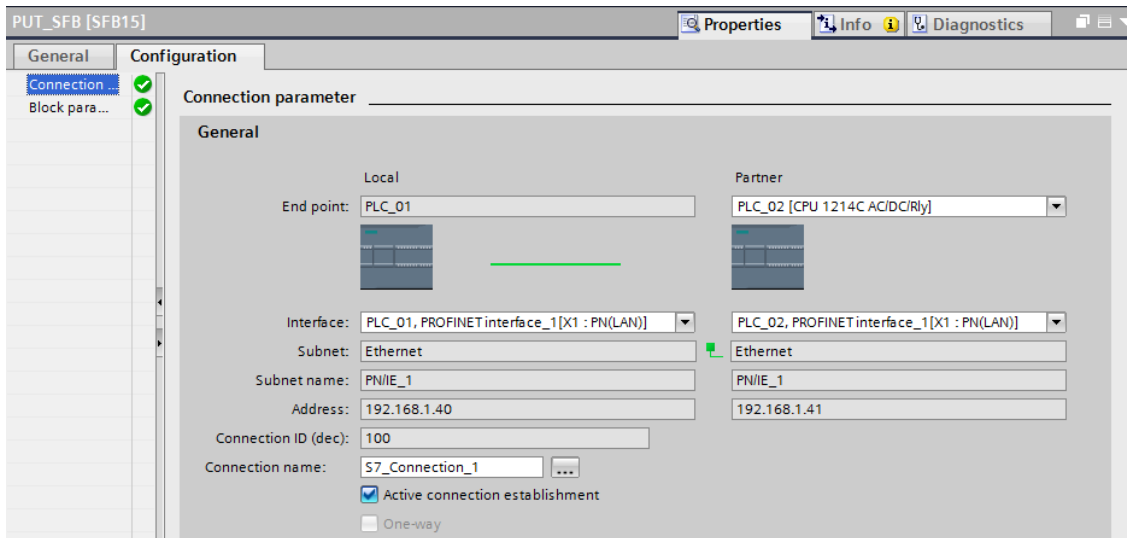 PUT_SFB [SFB15]
Properties Info Diagnostics
General Configuration
Connection ...
Block para...
Connection parameter
General
Local Partner
End point: PLC_01 PLC_02 [CPU 1214C AC/DC/Rly]
Interface: PLC_01, PROFINET interface_1[X1 : PN(LAN)] PLC_02, PROFINET interface_1[X1 : PN(LAN)]
Subnet: Ethernet Ethernet
Subnet name: PN/IE_1 PN/IE_1
Address: 192.168.1.40 192.168.1.41
Connection ID (dec): 100
Connection name: S7_Connection_1 ...
Active connection establishment
One-way